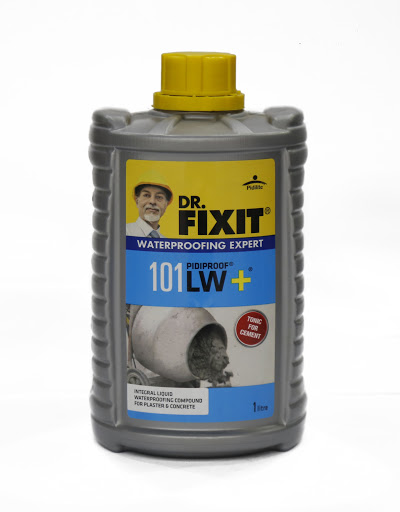 Pidilite
DR.
FIXIT®
WATERPROOFING EXPERT
101 PIDIPROOF®
LW+®
TONIC
FOR
CEMENT
INTEGRAL LIQUID
WATERPROOFING COMPOUND
FOR PLASTER & CONCRETE
1 litre